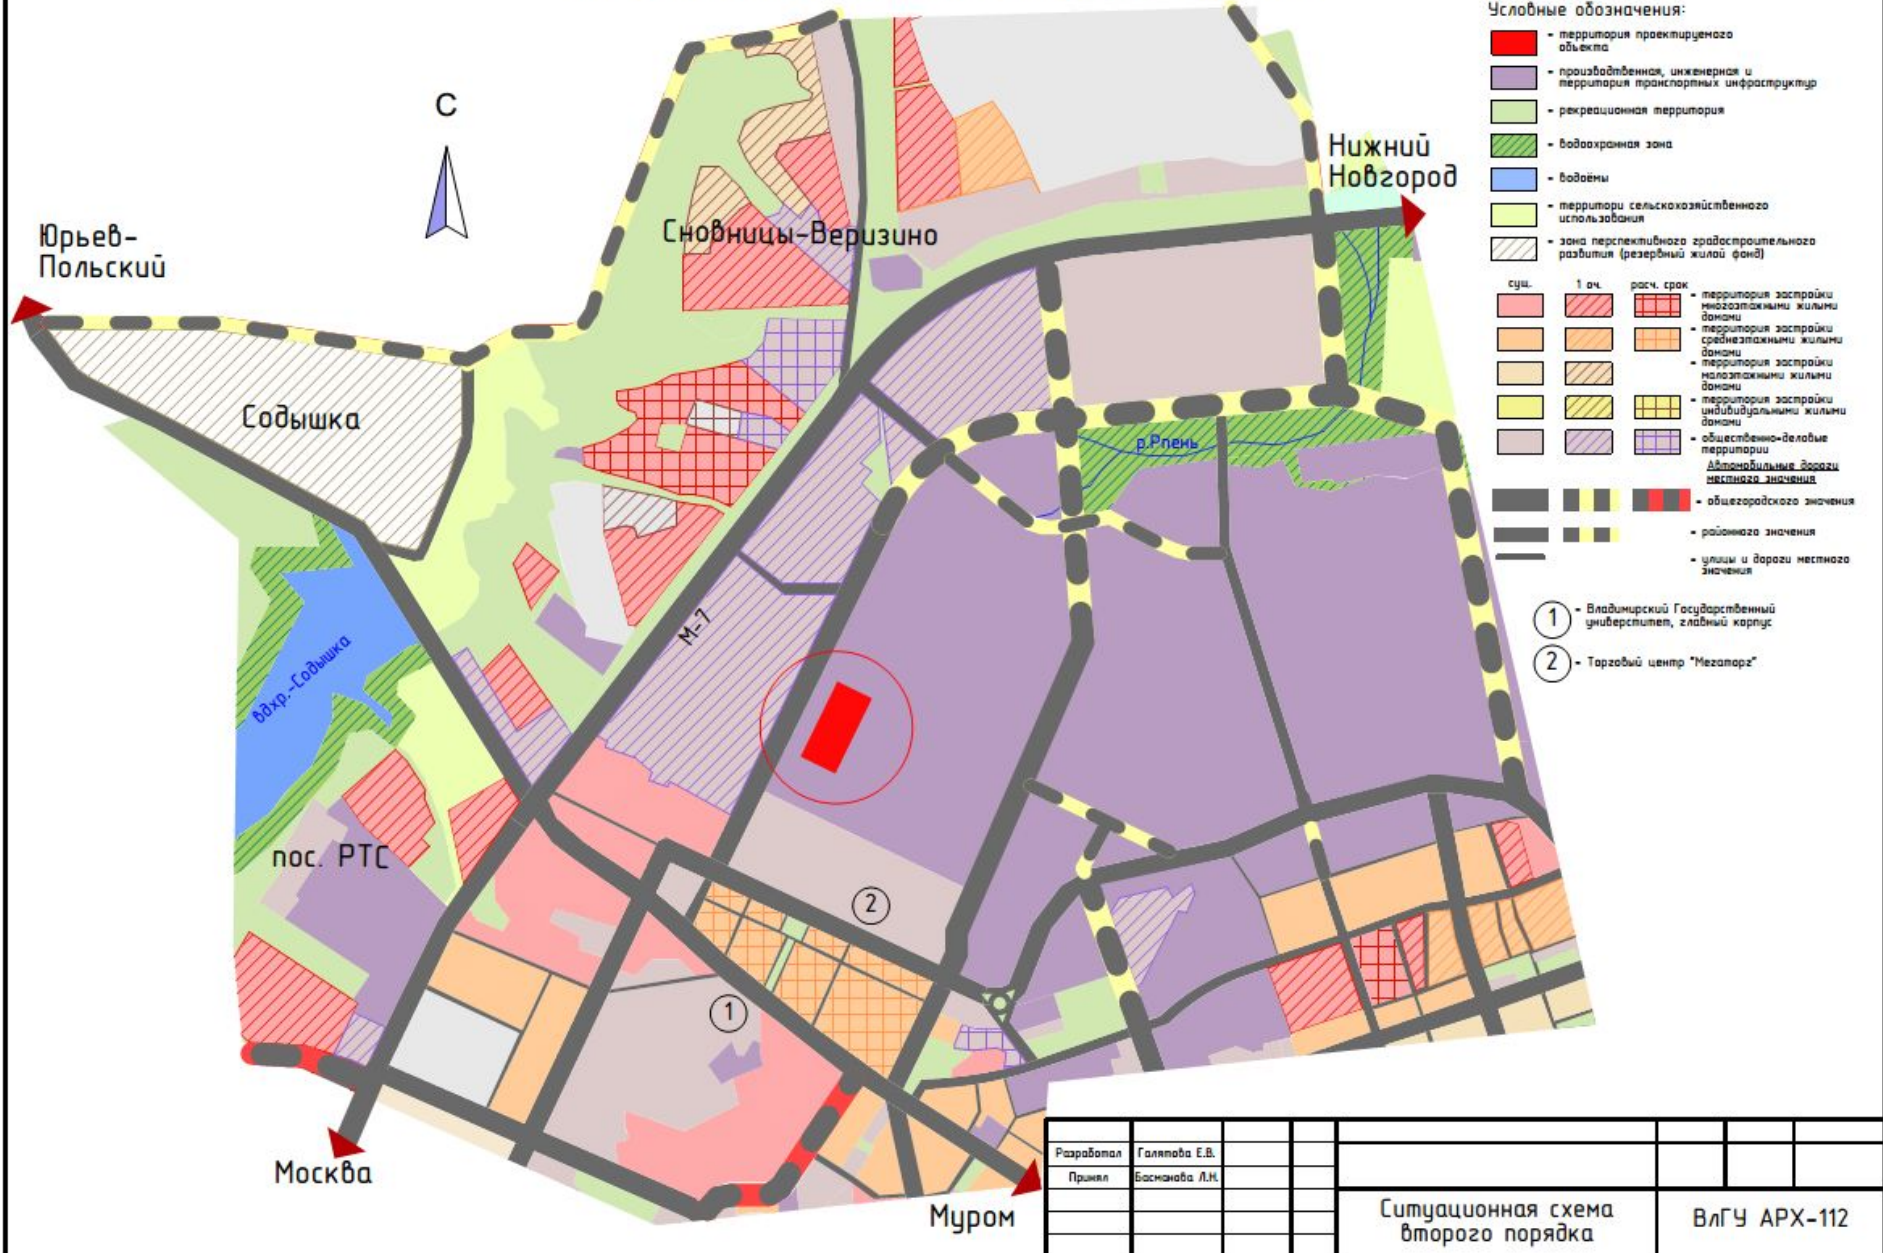 С
Юрьев-
Польский
Сновицы-Веризино
Нижний
Новгород
Содышка
р.Рпень
М-7
вдхр.-Содышка
пос. РТС
2
1
Москва
Муром
Условные обозначения:
- территория проектируемого
объекта
- производственная, инженерная и
территория транспортных инфраструктур
- рекреационная территория
- водоохранная зона
- водоёмы
- территори сельскохозяйственного
использования
- зона перспективного градостроительного
развития (резервный жилой фонд)
сущ. 1 оч. расч. срок
- территория застройки
многоэтажными жилыми
домами
- территория застройки
среднеэтажными жилыми
домами
- территория застройки
малоэтажными жилыми
домами
- территория застройки
индивидуальными жилыми
домами
- общественно-деловые
территории
Автомобильные дороги
местного значения
- общегородского значения
- районного значения
- улицы и дороги местного
значения
1 - Владимирский Государственный
университет, главный корпус
2 - Торговый центр "Мегаторг"
Разработал Галятова Е.В.
Принял Басманова Л.Н.
Ситуационная схема
второго порядка
ВлГУ АРХ-112